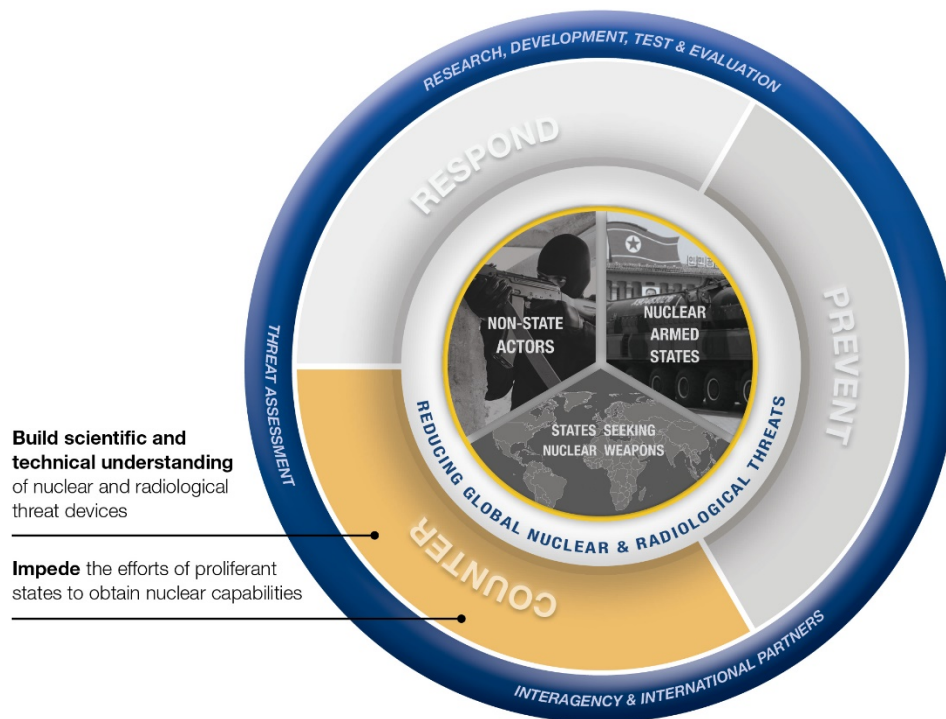 RESEARCH, DEVELOPMENT, TEST & EVALUATION
RESPOND
PREVENT
NON-STATE
ACTORS
NUCLEAR
ARMED
STATES
STATES SEEKING
NUCLEAR WEAPONS
REDUCING GLOBAL NUCLEAR & RADIOLOGICAL THREATS
THREAT ASSESSMENT
Build scientific and
technical understanding
of nuclear and radiological
threat devices
Impede the efforts of proliferant
states to obtain nuclear capabilities
COUNTER
INTERAGENCY & INTERNATIONAL PARTNERS